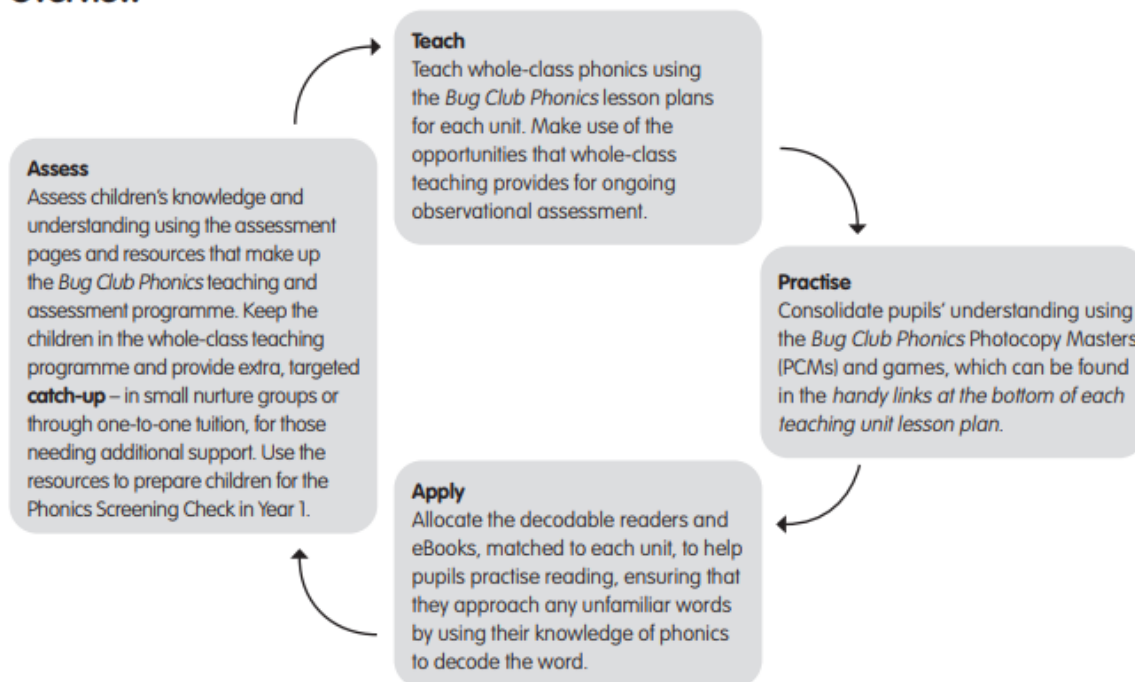 Teach
Teach whole-class phonics using
the Bug Club Phonics lesson plans
for each unit. Make use of the
opportunities that whole-class
teaching provides for ongoing
observational assessment.
Practise
Consolidate pupils' understanding using
the Bug Club Phonics Photocopy Masters
(PCMs) and games, which can be found
in the handy links at the bottom of each
teaching unit lesson plan.
Apply
Allocate the decodable readers and
eBooks, matched to each unit, to help
pupils practise reading, ensuring that
they approach any unfamiliar words
by using their knowledge of phonics
to decode the word.
Assess
Assess children's knowledge and
understanding using the assessment
pages and resources that make up
the Bug Club Phonics teaching and
assessment programme. Keep the
children in the whole-class teaching
programme and provide extra, targeted
catch-up – in small nurture groups or
through one-to-one tuition, for those
needing additional support. Use the
resources to prepare children for the
Phonics Screening Check in Year 1.